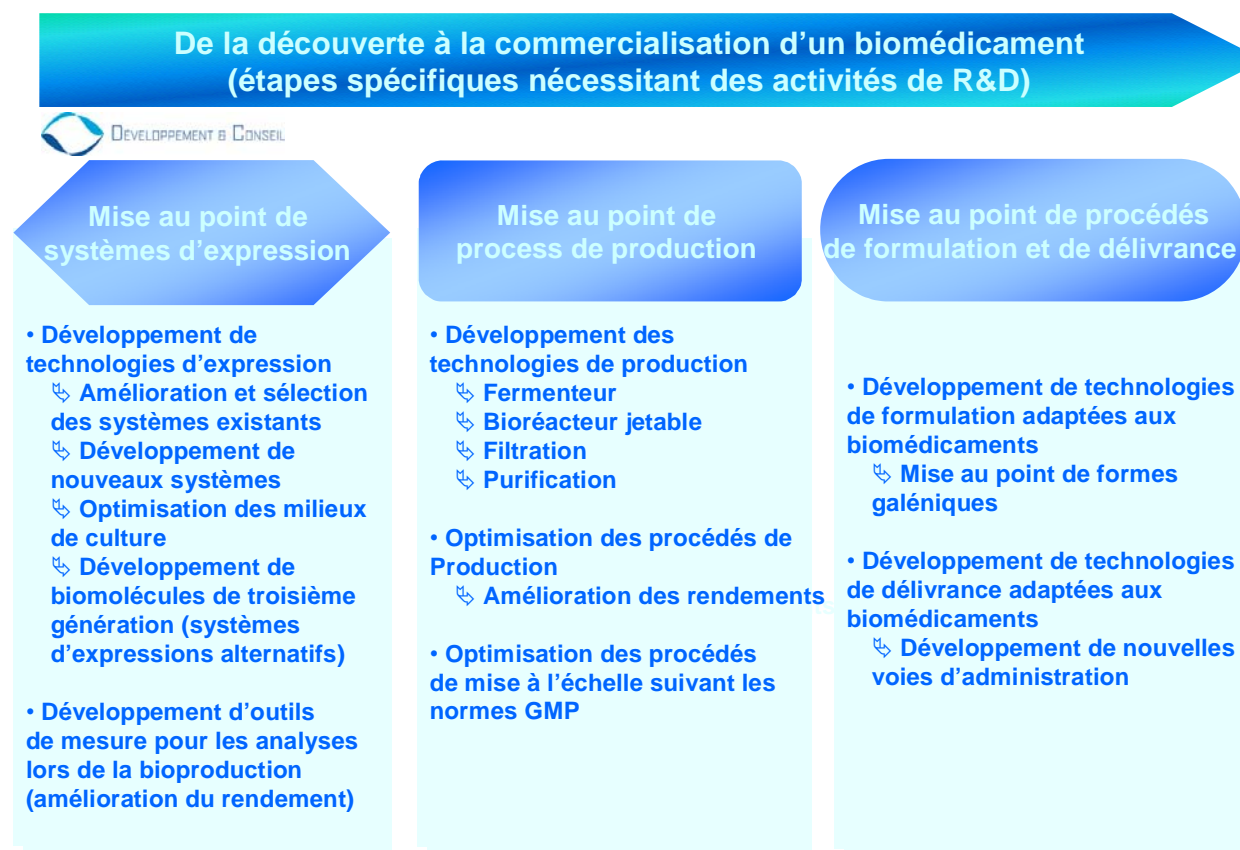 De la découverte à la commercialisation d'un biomédicament
(étapes spécifiques nécessitant des activités de R&D)
DÉVELOPPEMENT & CONSEIL
Mise au point de
systèmes d'expression
• Développement de
technologies d'expression
⮡ Amélioration et sélection
des systèmes existants
⮡ Développement de
nouveaux systèmes
⮡ Optimisation des milieux
de culture
⮡ Développement de
biomolécules de troisième
génération (systèmes
d'expressions alternatifs)
• Développement d'outils
de mesure pour les analyses
lors de la bioproduction
(amélioration du rendement)
Mise au point de
process de production
• Développement des
technologies de production
⮡ Fermenteur
⮡ Bioréacteur jetable
⮡ Filtration
⮡ Purification
• Optimisation des procédés de
Production
⮡ Amélioration des rendements
• Optimisation des procédés
de mise à l'échelle suivant les
normes GMP
Mise au point de procédés
de formulation et de délivrance
• Développement de technologies
de formulation adaptées aux
biomédicaments
⮡ Mise au point de formes
galéniques
• Développement de technologies
de délivrance adaptées aux
biomédicaments
⮡ Développement de nouvelles
voies d'administration